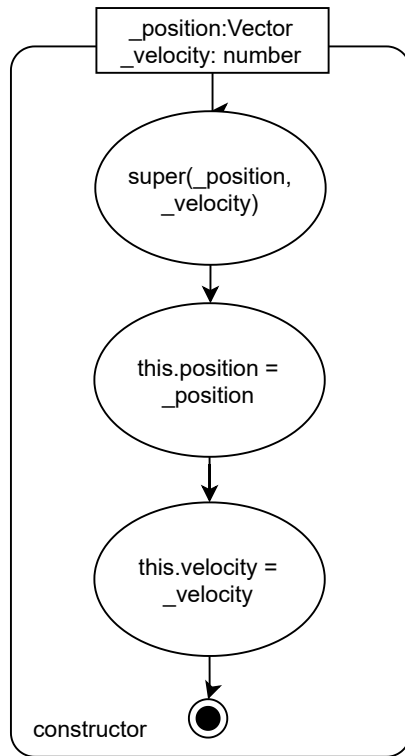 _position:Vector
_velocity: number
super(_position,
_velocity)
this.position =
_position
this.velocity =
_velocity
constructor